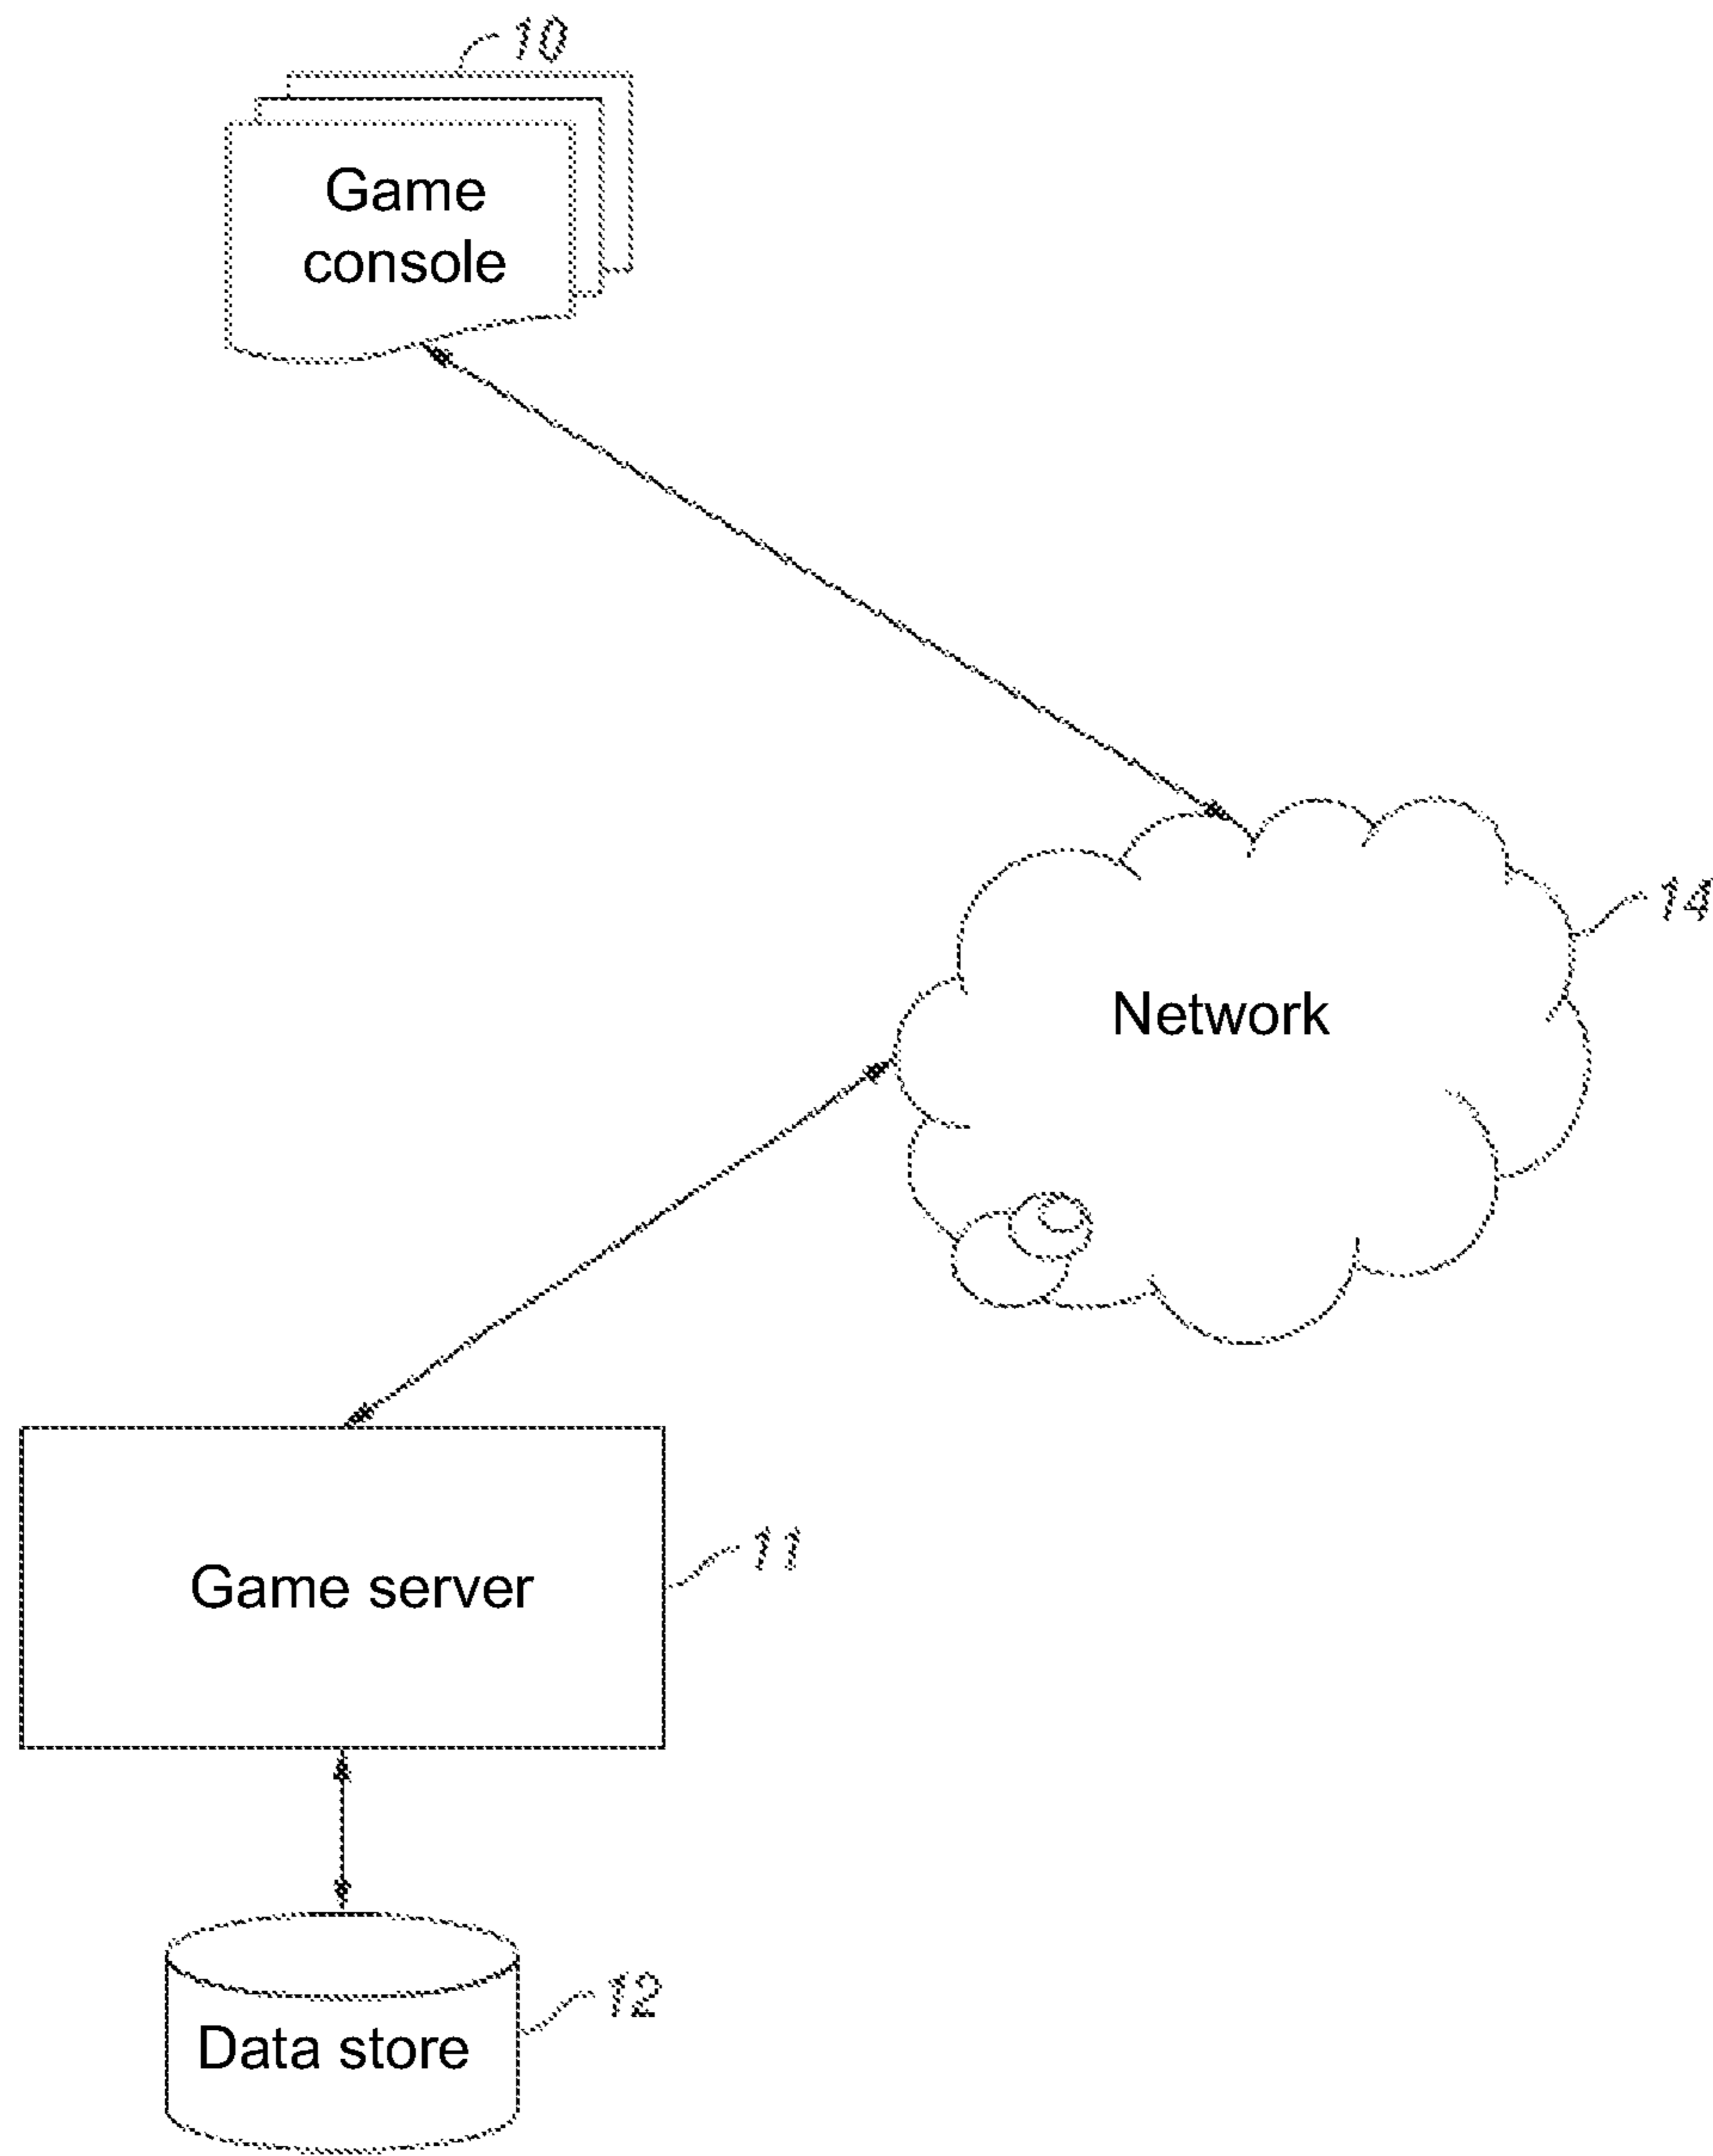 10
Game
console
14
Network
11
Game server
12
Data store